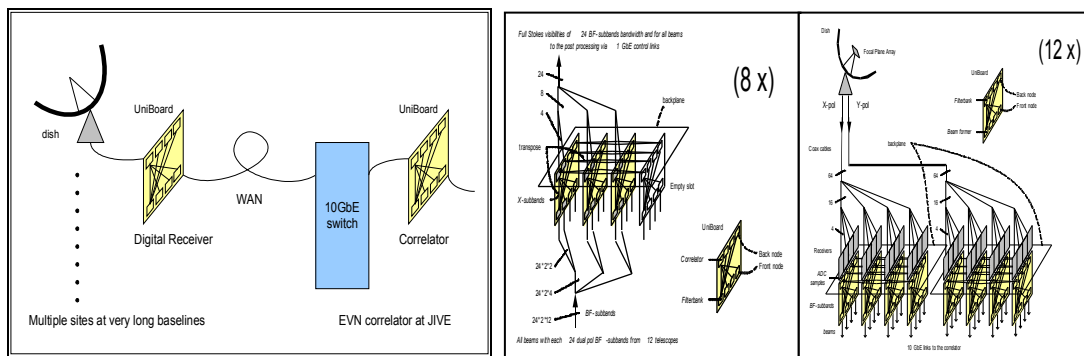 dish
UniBoard
UniBoard
WAN
10GbE
switch
Digital Receiver
Correlator
Multiple sites at very long baselines
EVN correlator at JIVE
Full Stokes visibilities of 24 BF-subbands bandwidth and for all beams
to the post processing via 1 GbE control links
(8 x)
24
8
4
backplane
transpose
X-subbands
Empty slot
UniBoard
Correlator
Back node
Front node
Filterbank
24*2*2
24*2*4
24*2*12
BF-subbands
All beams with each 24 dual pol BF-subbands from 12 telescopes
Dish
Focal Plane Array
(12 x)
UniBoard
X-pol
Y-pol
Filterbank
Back node
Front node
Beam former
Coax cables
backplane
64
64
16
16
4
4
Receivers
ADC
samples
BF-subbands
beams
10 GbE links to the correlator